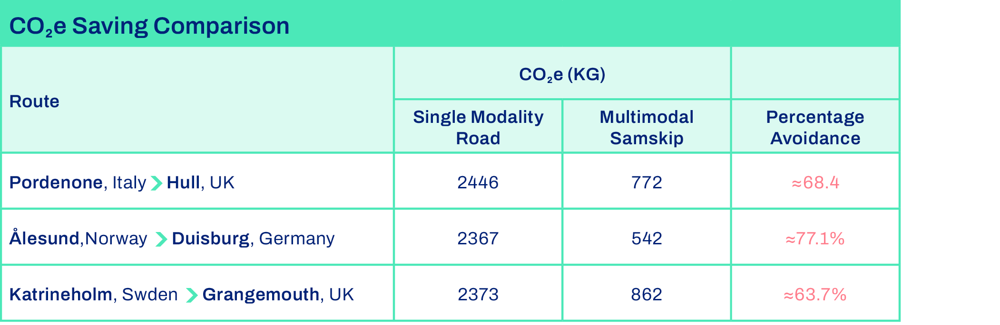 CO₂e Saving Comparison
Route
CO₂e (KG)
Single Modality
Road
Multimodal
Samskip
Percentage
Avoidance
Pordenone, Italy > Hull, UK
2446
772
≈68.4
Ålesund,Norway > Duisburg, Germany
2367
542
≈77.1%
Katrineholm, Swden > Grangemouth, UK
2373
862
≈63.7%